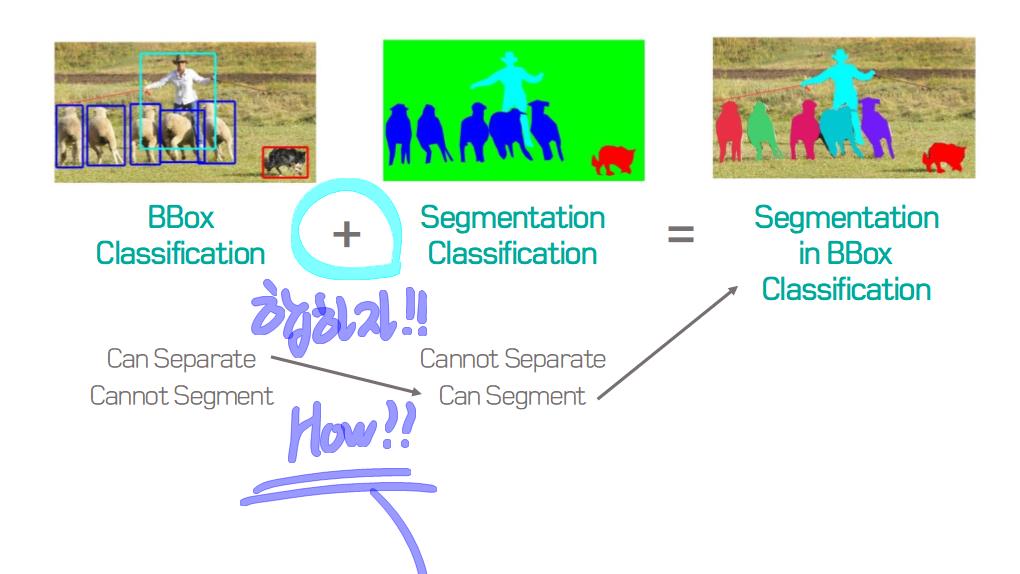 BBox
Classification
+
Segmentation
Classification
=
Segmentation
in BBox
Classification
합하자!!
Can Separate
Cannot Segment
Cannot Separate
Can Segment
How!!